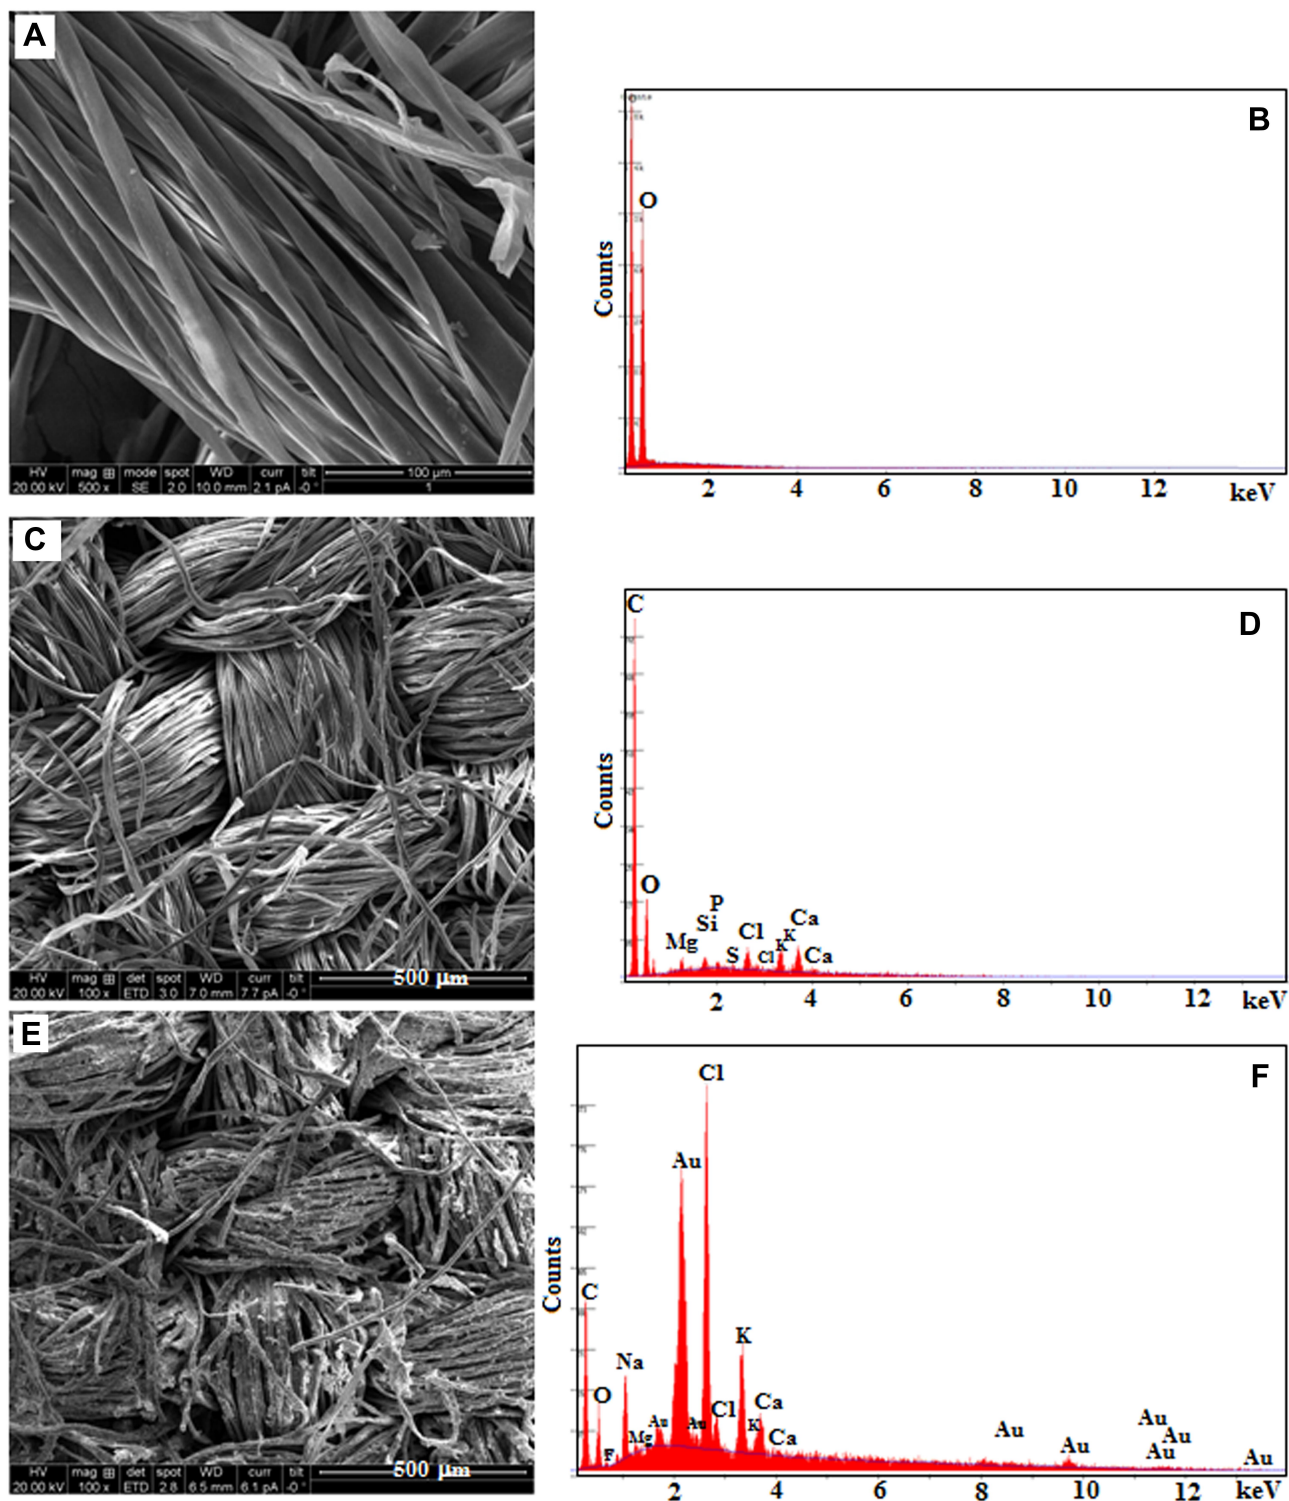 A
HV mag mode spot WD curr tilt 100 µm
20.00 kV 500 x SE 2.0 10.0 mm 2.1 pA -0 ° 1
B
O
Counts
2 4 6 8 10 12 keV
C
HV mag det spot WD curr tilt 500 µm
20.00 kV 100 x ETD 3.0 7.0 mm 7.7 pA -0 °
D
C
O
Mg Si P S Cl Cl K K Ca Ca
Counts
2 4 6 8 10 12 keV
E
HV mag det spot WD curr tilt 500 µm
20.00 kV 100 x ETD 2.8 6.5 mm 6.1 pA -0 °
F
C O F Na Mg Au Au Au Cl Cl K K Ca Ca
Au Au Au Au Au Au
Counts
2 4 6 8 10 12 keV